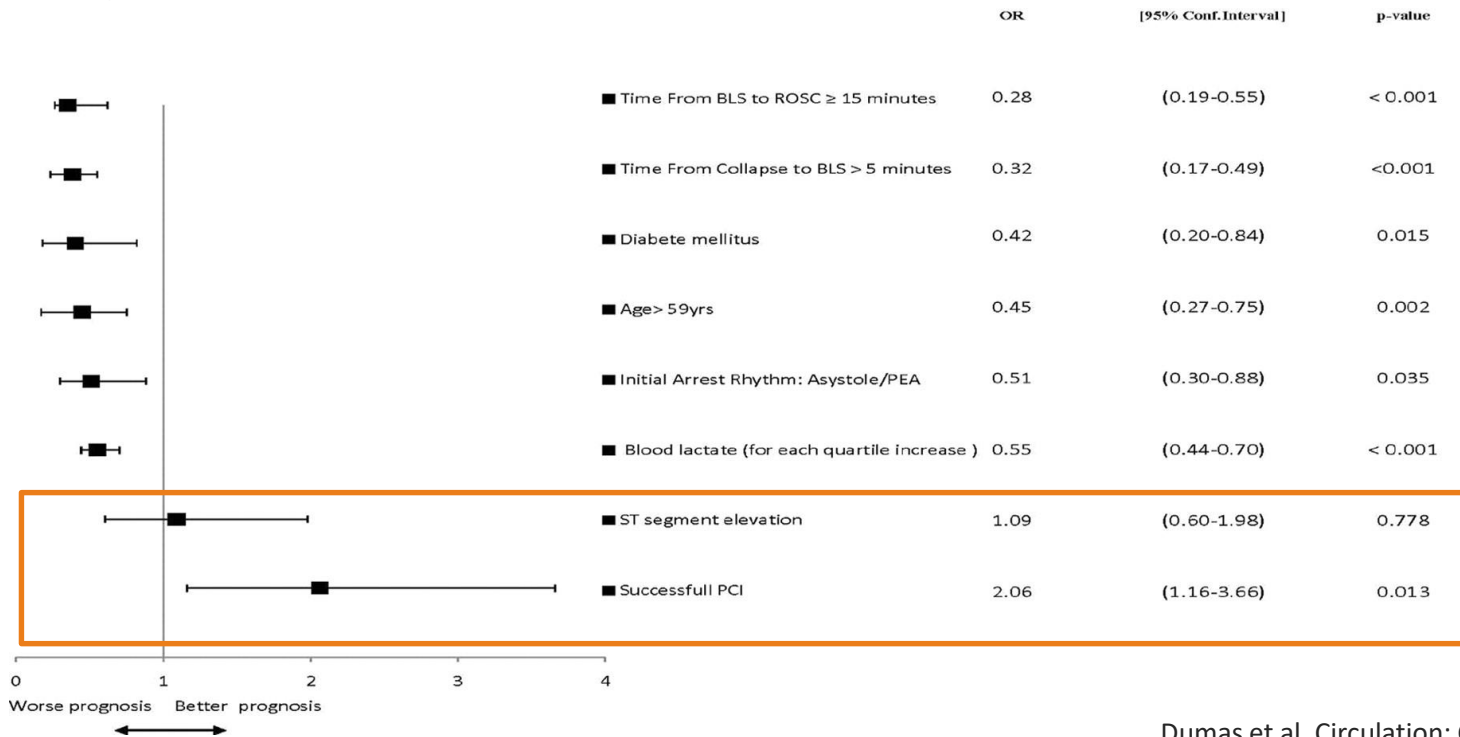 OR [95% Conf.Interval] p-value
Time From BLS to ROSC ≥ 15 minutes 0.28 (0.19-0.55) < 0.001
Time From Collapse to BLS > 5 minutes 0.32 (0.17-0.49) <0.001
Diabete mellitus 0.42 (0.20-0.84) 0.015
Age> 59yrs 0.45 (0.27-0.75) 0.002
Initial Arrest Rhythm: Asystole/PEA 0.51 (0.30-0.88) 0.035
Blood lactate (for each quartile increase ) 0.55 (0.44-0.70) < 0.001
ST segment elevation 1.09 (0.60-1.98) 0.778
Successfull PCI 2.06 (1.16-3.66) 0.013
0 1 2 3 4
Worse prognosis Better prognosis
Dumas et al. Circulation: